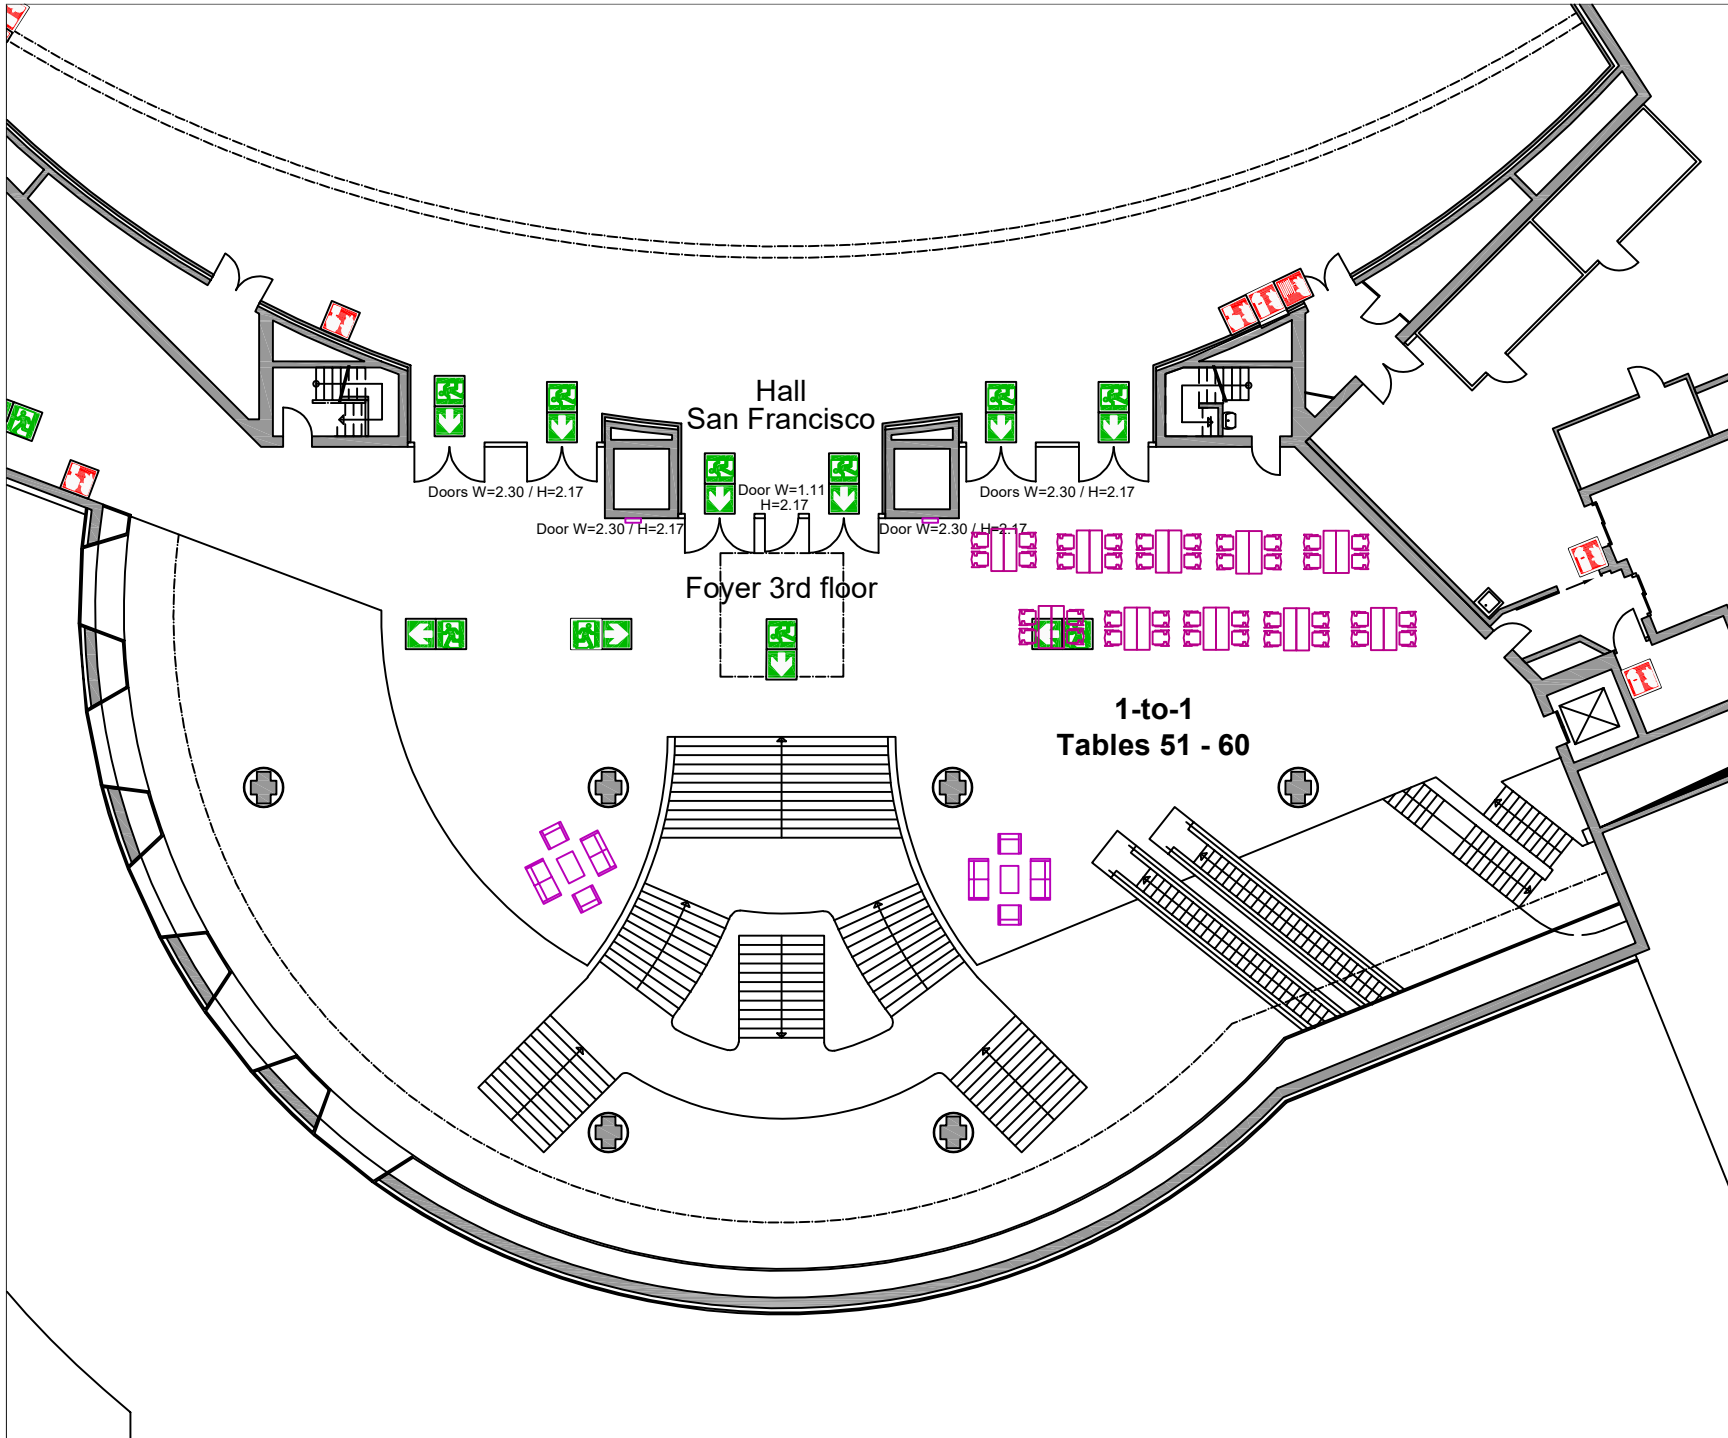 Hall
San Francisco
Doors W=2.30 / H=2.17
Door W=1.11
H=2.17
Doors W=2.30 / H=2.17
Door W=2.30 / H=2.17
Door W=2.30 / H=2.17
Foyer 3rd floor
1-to-1
Tables 51 - 60